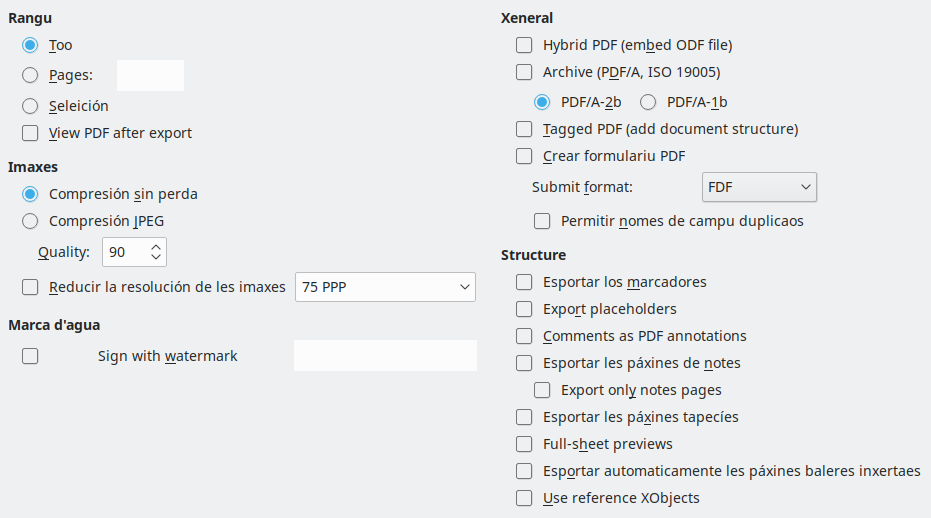 Rangu
Too
Pages:
Seleición
View PDF after export
Imaxes
Compresión sin perda
Compresión JPEG
Quality: 90
Reducir la resolución de les imaxes 75 PPP
Marca d'agua
Sign with watermark
Xeneral
Hybrid PDF (embed ODF file)
Archive (PDF/A, ISO 19005)
PDF/A-2b PDF/A-1b
Tagged PDF (add document structure)
Crear formulariu PDF
Submit format: FDF
Permitir nomes de campu duplicaos
Structure
Esportar los marcadores
Export placeholders
Comments as PDF annotations
Esportar les páxines de notes
Export only notes pages
Esportar les páxines tapecíes
Full-sheet previews
Esportar automaticamente les páxines baleres inxertaes
Use reference XObjects